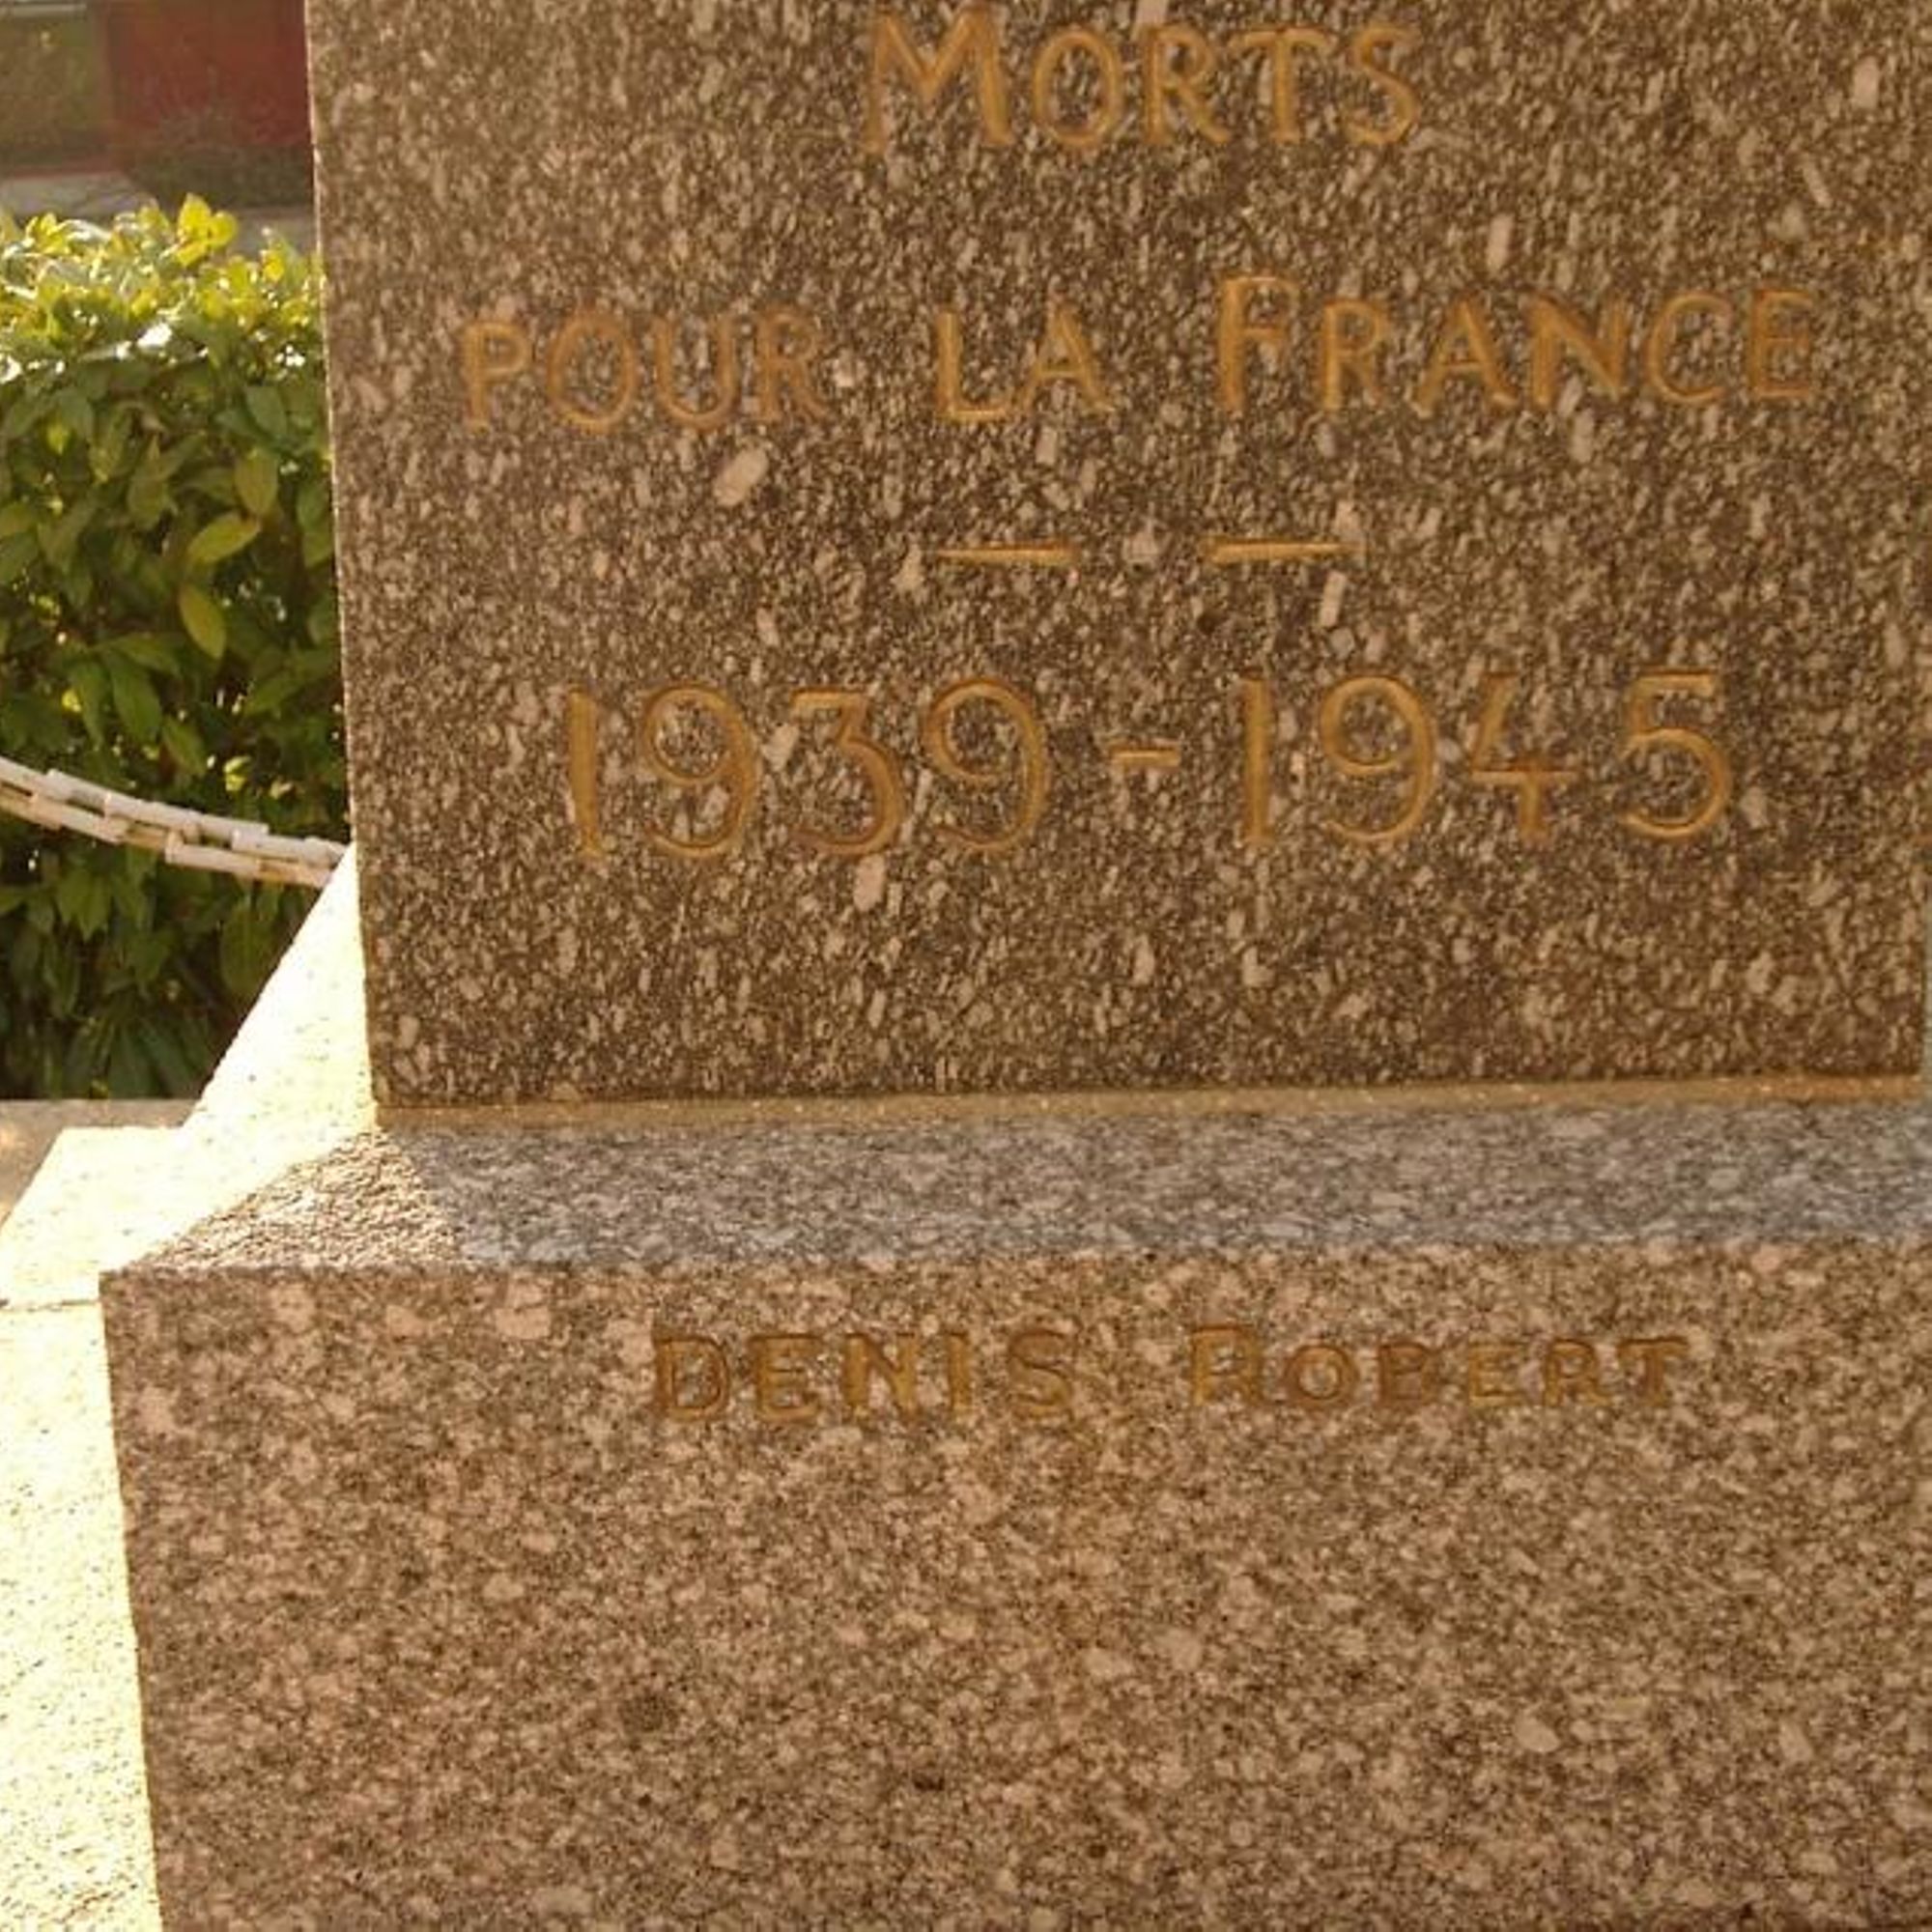 MORTS
POUR LA FRANCE
— —
1939-1945
DENIS ROBERT